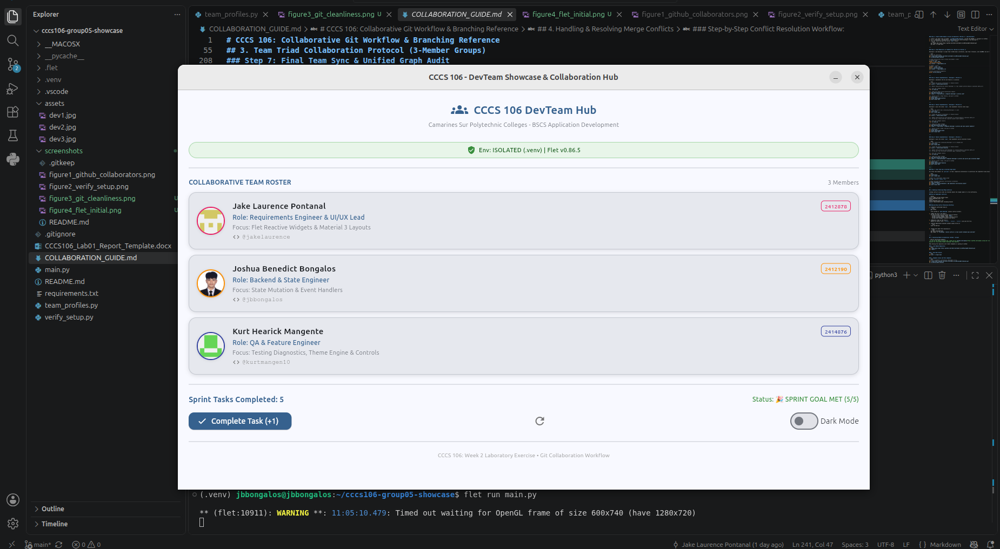 Explorer
cccs106-group05-showcase
__MACOSX
__pycache__
.flet
.venv
.vscode
assets
dev1.jpg
dev2.jpg
dev3.jpg
screenshots
.gitkeep
figure1_github_collaborators.png
figure2_verify_setup.png
figure3_git_cleanliness.png U
figure4_flet_initial.png U
README.md
.gitignore
CCCS106_Lab01_Report_Template.docx
COLLABORATION_GUIDE.md
main.py
README.md
requirements.txt
team_profiles.py
verify_setup.py
Outline
Timeline
2
team_profiles.py
figure3_git_cleanliness.png U
COLLABORATION_GUIDE.md
figure4_flet_initial.png U
figure1_github_collaborators.png
figure2_verify_setup.png
team_p
COLLABORATION_GUIDE.md > # CCCS 106: Collaborative Git Workflow & Branching Reference > ## 4. Handling & Resolving Merge Conflicts > ### Step-by-Step Conflict Resolution Workflow:
Text Editor
1 # CCCS 106: Collaborative Git Workflow & Branching Reference
55 ## 3. Team Triad Collaboration Protocol (3-Member Groups)
208 ### Step 7: Final Team Sync & Unified Graph Audit
CCCS 106 - DevTeam Showcase & Collaboration Hub
CCCS 106 DevTeam Hub
Camarines Sur Polytechnic Colleges - BSCS Application Development
Env: ISOLATED (.venv) | Flet v0.86.5
COLLABORATIVE TEAM ROSTER
3 Members
Jake Laurence Pontanal
2412878
Role: Requirements Engineer & UI/UX Lead
Focus: Flet Reactive Widgets & Material 3 Layouts
<> @jakelaurence
Joshua Benedict Bongalos
2412190
Role: Backend & State Engineer
Focus: State Mutation & Event Handlers
<> @jbbongalos
Kurt Hearick Mangente
2414876
Role: QA & Feature Engineer
Focus: Testing Diagnostics, Theme Engine & Controls
<> @kurtmangen10
Sprint Tasks Completed: 5
Status: 🎉 SPRINT GOAL MET (5/5)
Complete Task (+1)
Dark Mode
CCCS 106: Week 2 Laboratory Exercise • Git Collaboration Workflow
python3
(.venv) jbbongalos@jbbongalos:~/cccs106-group05-showcase$ flet run main.py
** (flet:10911): WARNING **: 11:05:10.479: Timed out waiting for OpenGL frame of size 600x740 (have 1280x720)
main*
0 0
Jake Laurence Pontanal (1 day ago)
Ln 241, Col 47
Spaces: 3
UTF-8
LF
{ } Markdown